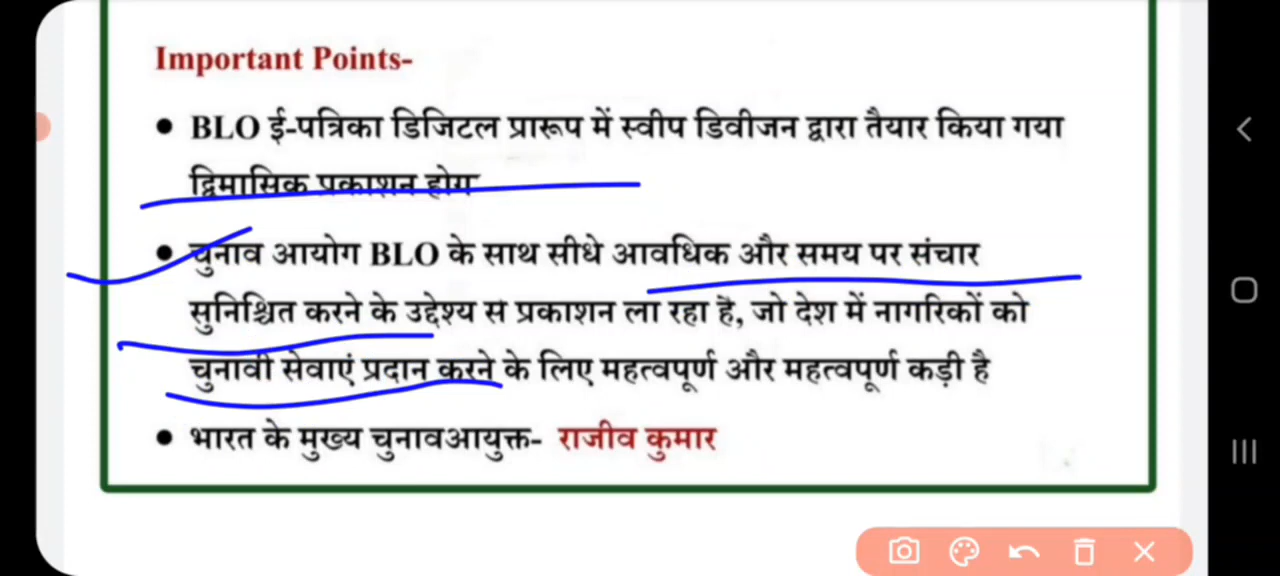 Important Points-
• BLO ई-पत्रिका डिजिटल प्रारूप में स्वीप डिवीजन द्वारा तैयार किया गया
द्विमासिक प्रकाशन होग
• चुनाव आयोग BLO के साथ सीधे आवधिक और समय पर संचार
सुनिश्चित करने के उद्देश्य स प्रकाशन ला रहा है, जो देश में नागरिकों को
चुनावी सेवाएं प्रदान करने के लिए महत्वपूर्ण और महत्वपूर्ण कड़ी है
• भारत के मुख्य चुनावआयुक्त- राजीव कुमार